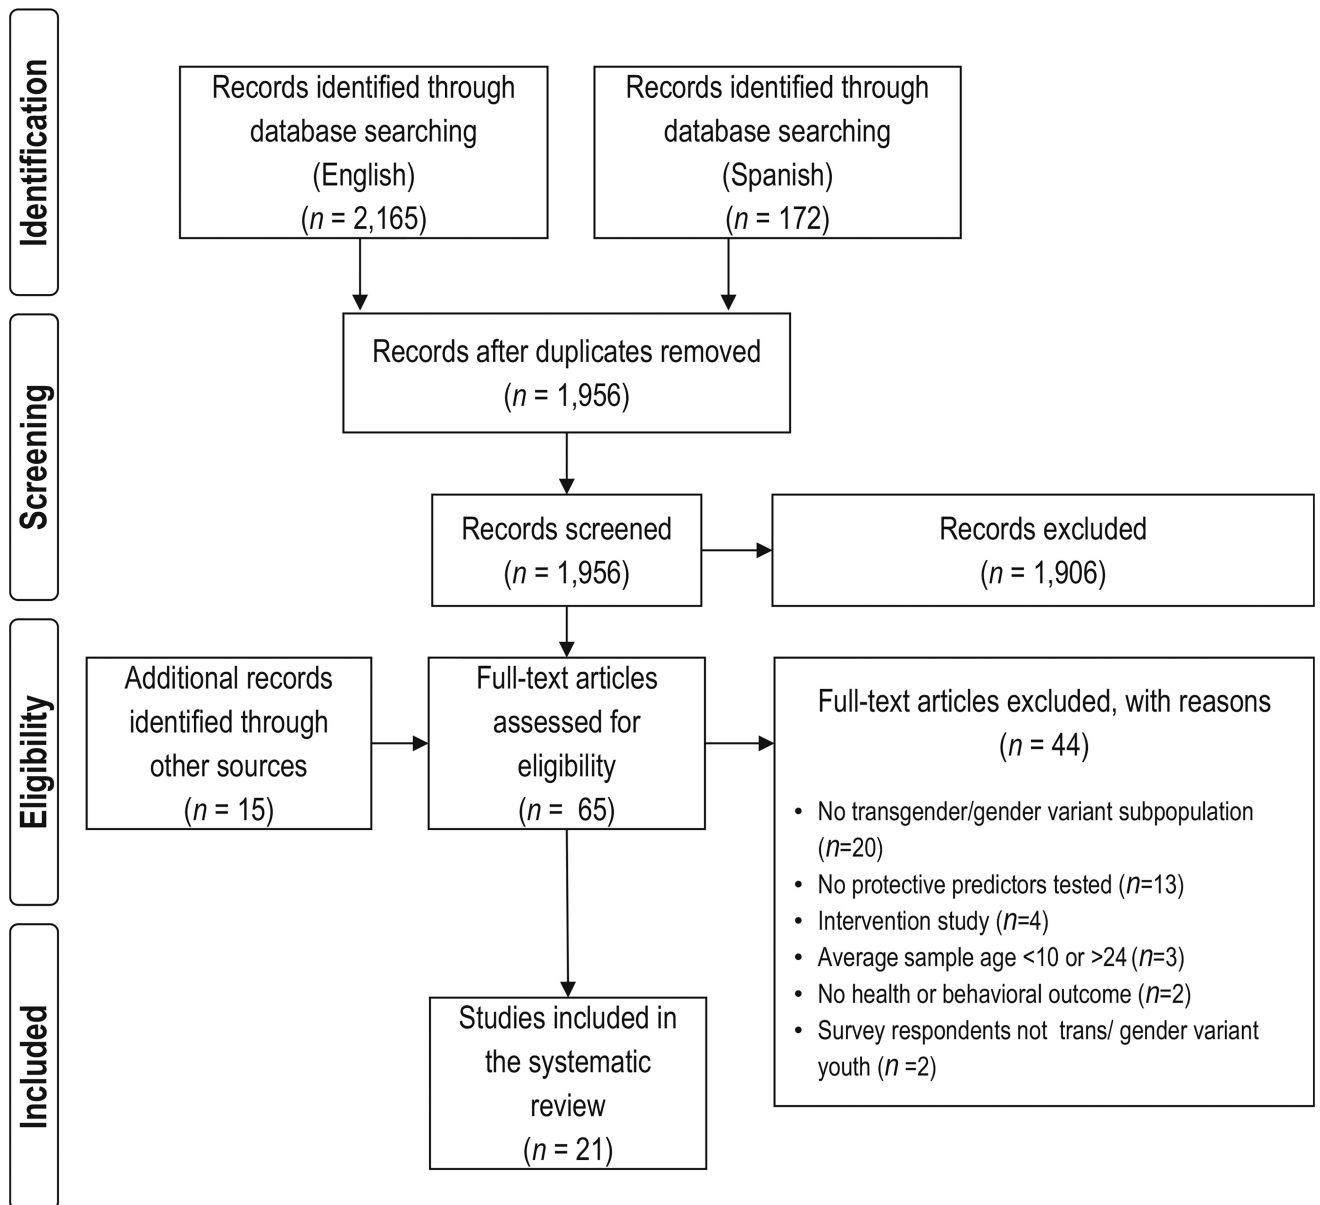 Identification
Records identified through
database searching
(English)
(n = 2,165)
Records identified through
database searching
(Spanish)
(n = 172)
Screening
Records after duplicates removed
(n = 1,956)
Records screened
(n = 1,956)
Records excluded
(n = 1,906)
Eligibility
Additional records
identified through
other sources
(n = 15)
Full-text articles
assessed for
eligibility
(n = 65)
Full-text articles excluded, with reasons
(n = 44)
• No transgender/gender variant subpopulation
(n=20)
• No protective predictors tested (n=13)
• Intervention study (n=4)
• Average sample age <10 or >24 (n=3)
• No health or behavioral outcome (n=2)
• Survey respondents not trans/ gender variant
youth (n =2)
Included
Studies included in
the systematic
review
(n = 21)